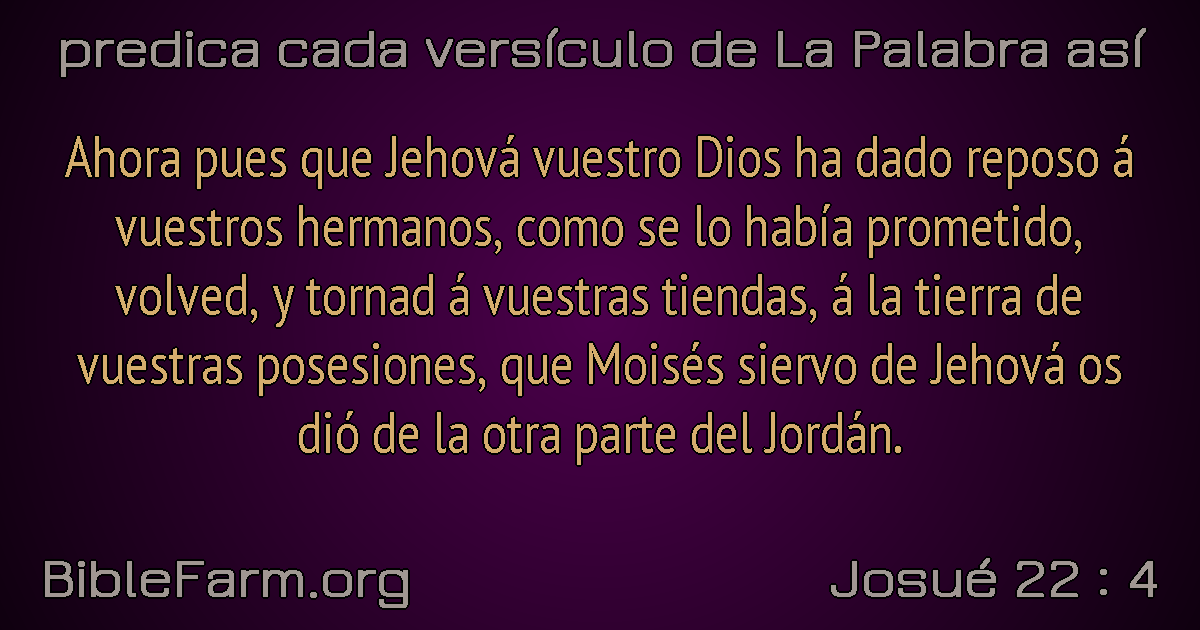 predica cada versículo de La Palabra así
Ahora pues que Jehová vuestro Dios ha dado reposo á
vuestros hermanos, como se lo había prometido,
volved, y tornad á vuestras tiendas, á la tierra de
vuestras posesiones, que Moisés siervo de Jehová os
dió de la otra parte del Jordán.
BibleFarm.org
Josué 22 : 4